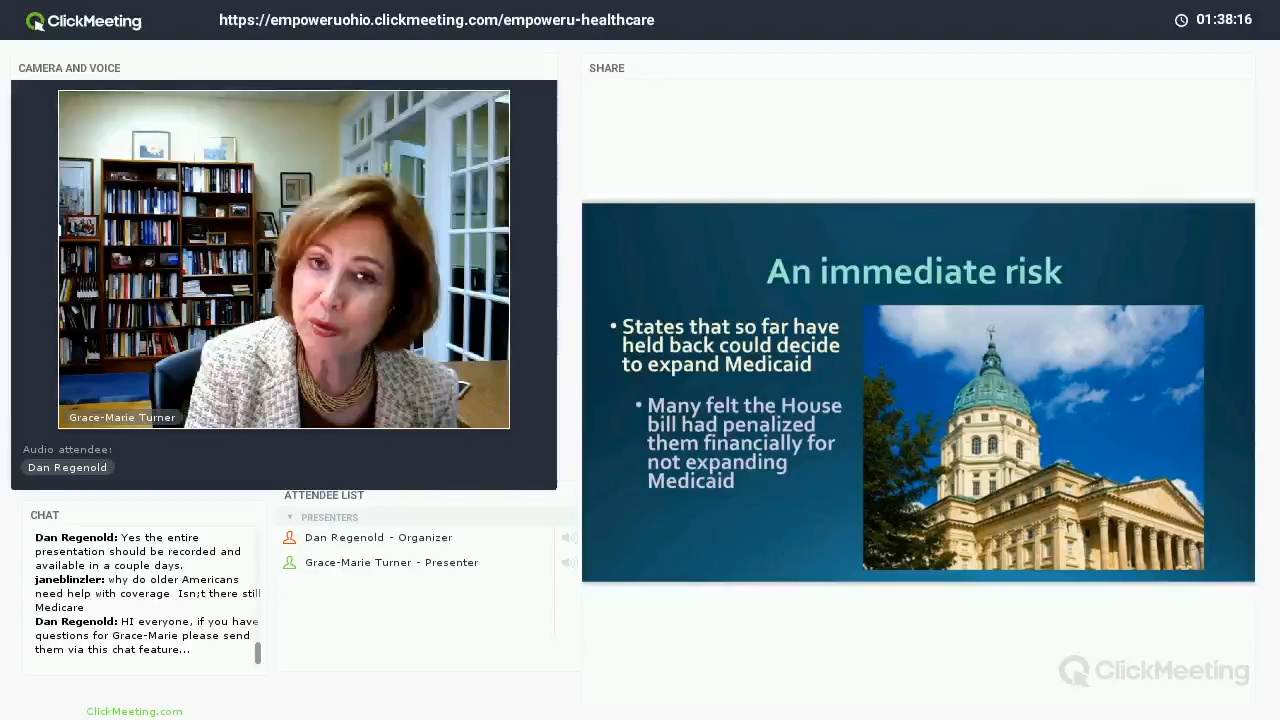 ClickMeeting
https://empoweruohio.clickmeeting.com/empoweru-healthcare
01:38:16
CAMERA AND VOICE
Grace-Marie Turner
Audio attendee:
Dan Regenold
CHAT
Dan Regenold: Yes the entire
presentation should be recorded and
available in a couple days.
janeblinzler: why do older Americans
need help with coverage Isn;t there still
Medicare
Dan Regenold: HI everyone, if you have
questions for Grace-Marie please send
them via this chat feature...
ATTENDEE LIST
PRESENTERS
Dan Regenold - Organizer
Grace-Marie Turner - Presenter
SHARE
An immediate risk
• States that so far have
held back could decide
to expand Medicaid
• Many felt the House
bill had penalized
them financially for
not expanding
Medicaid
ClickMeeting
ClickMeeting.com